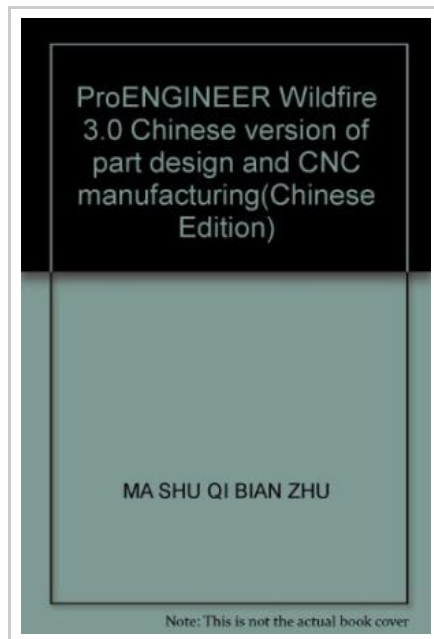 ProENGINEER Wildfire
3.0 Chinese version of
part design and CNC
manufacturing(Chinese
Edition)
MA SHU QI BIAN ZHU
Note: This is not the actual book cover